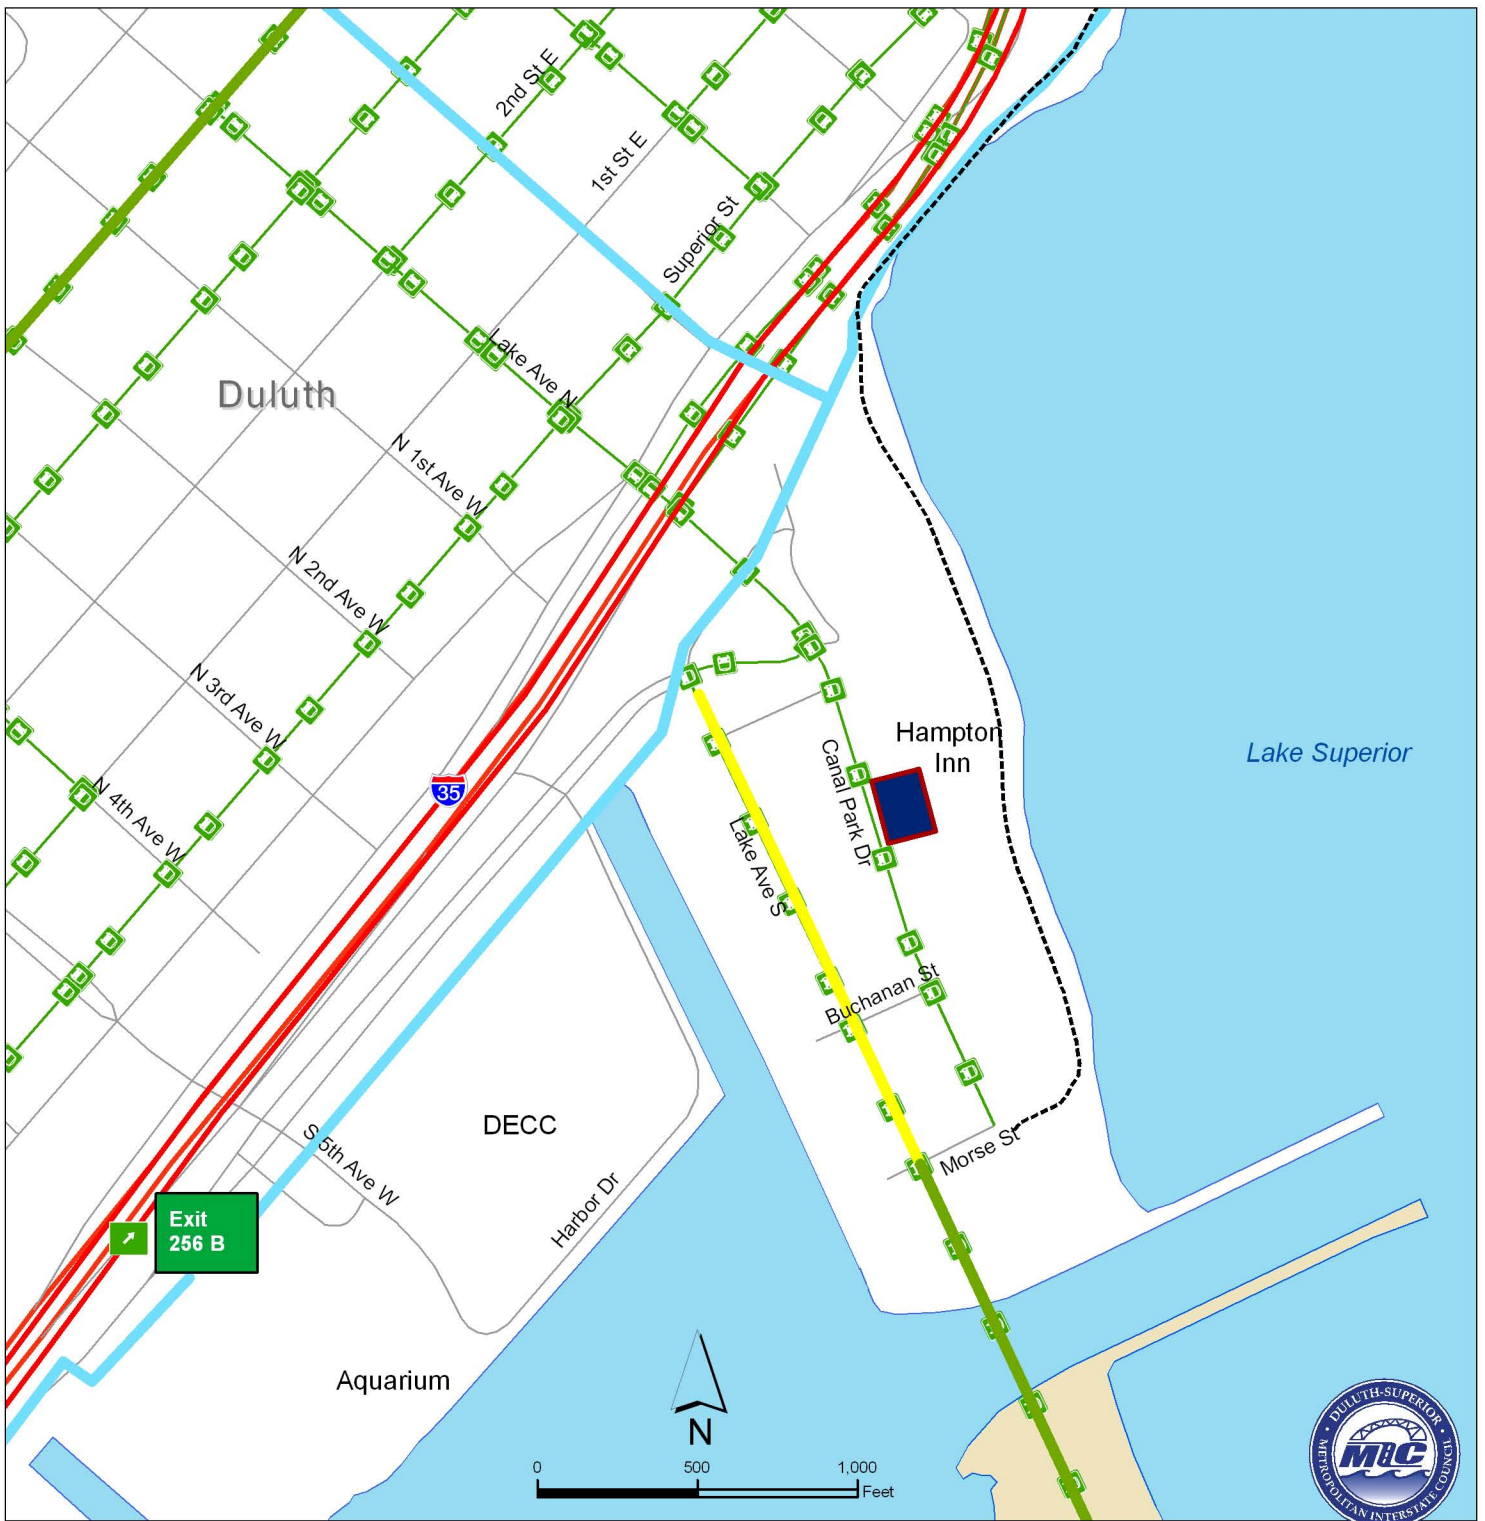 2nd St E
1st St E
Superior St
Lake Ave N
Duluth
N 1st Ave W
N 2nd Ave W
N 3rd Ave W
N 4th Ave W
35
Hampton
Inn
Canal Park Dr
Lake Superior
Lake Ave S
Buchanan St
Morse St
DECC
S 5th Ave W
Harbor Dr
Exit
256 B
Aquarium
N
0 500 1,000
Feet
DULUTH-SUPERIOR
MIC
METROPOLITAN INTERSTATE COUNCIL